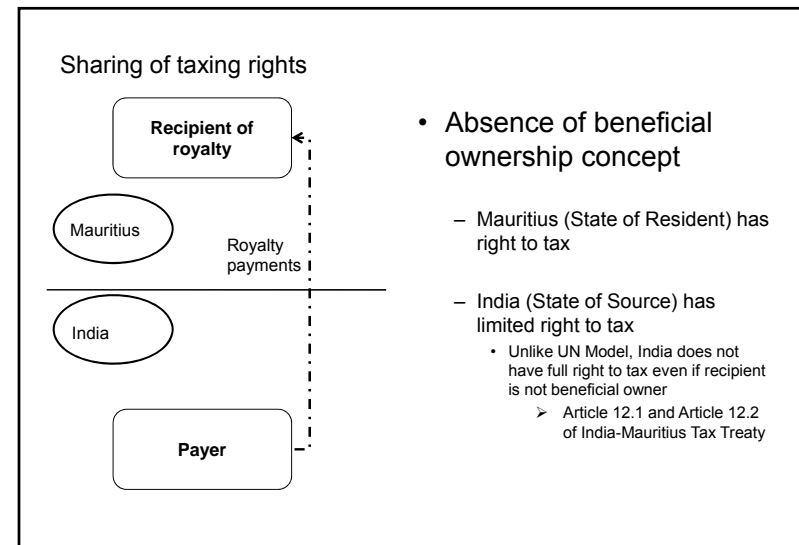 Sharing of taxing rights
Recipient of
royalty
Mauritius
Royalty
payments
India
Payer
• Absence of beneficial
ownership concept
– Mauritius (State of Resident) has
right to tax
– India (State of Source) has
limited right to tax
• Unlike UN Model, India does not
have full right to tax even if recipient
is not beneficial owner
➢ Article 12.1 and Article 12.2
of India-Mauritius Tax Treaty